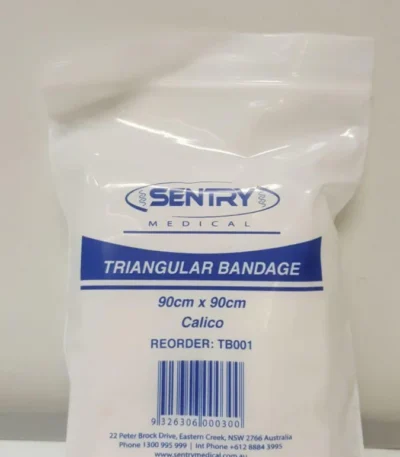 SENTRY
MEDICAL
TRIANGULAR BANDAGE
90cm x 90cm
Calico
REORDER: TB001
9 326306 000300
22 Peter Brock Drive, Eastern Creek, NSW 2766 Australia
Phone 1300 995 999 | Int Phone +612 8884 3995
www.sentrymedical.com.au